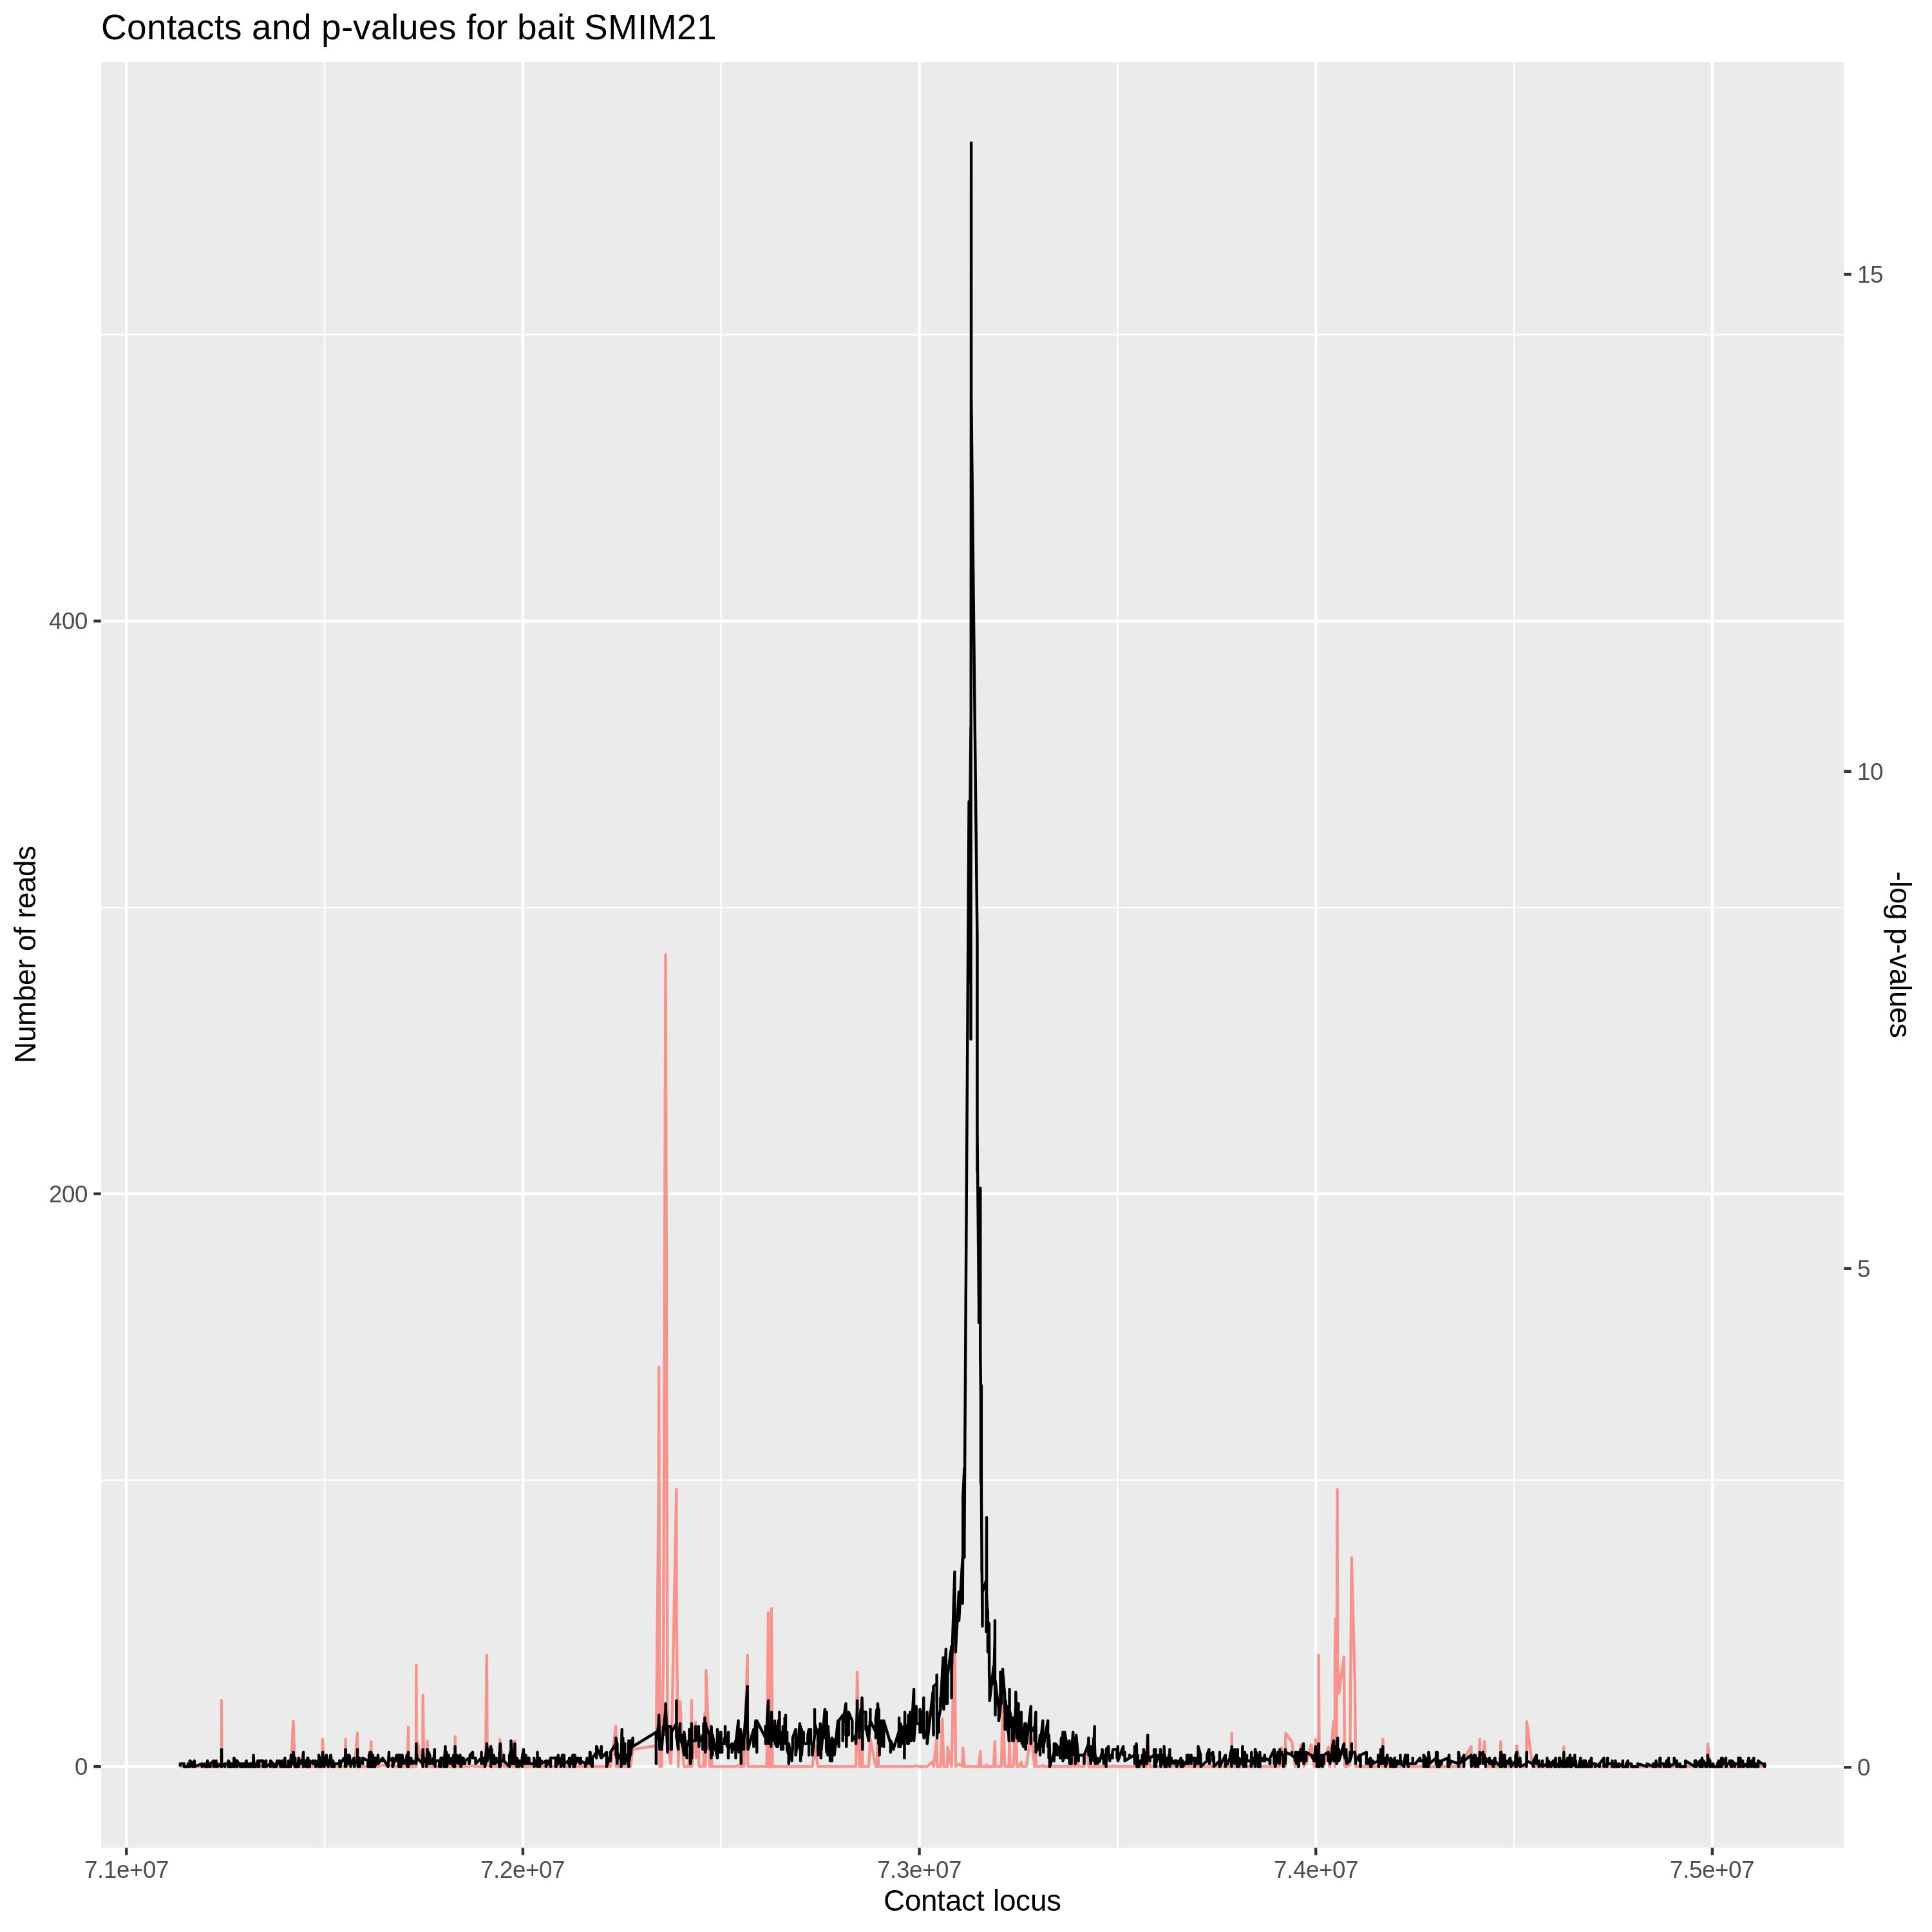 Contacts and p-values for bait SMIM21
Number of reads
400
200
0
15
10
5
0
-log p-values
7.1e+07
7.2e+07
7.3e+07
7.4e+07
7.5e+07
Contact locus